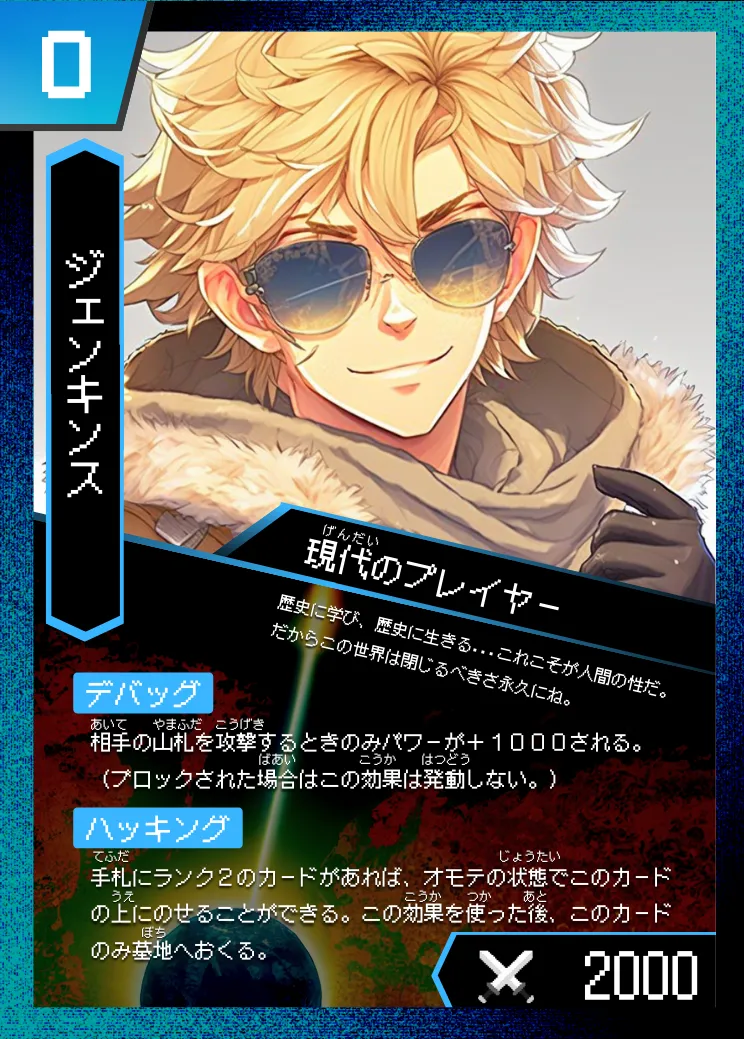 0
ジェンキンス
げんだい
現代のプレイヤー
歴史に学び、歴史に生きる...これこそが人間の性だ。
だからこの世界は閉じるべきさ永久にね。
デバッグ
あいて やまふだ こうげき
相手の山札を攻撃するときのみパワーが＋１０００される。
ばあい こうか はつどう
（ブロックされた場合はこの効果は発動しない。）
ハッキング
てふだ じょうたい
手札にランク２のカードがあれば、オモテの状態でこのカード
うえ こうか つか あと
の上にのせることができる。この効果を使った後、このカード
ぼち
のみ墓地へおくる。
2000